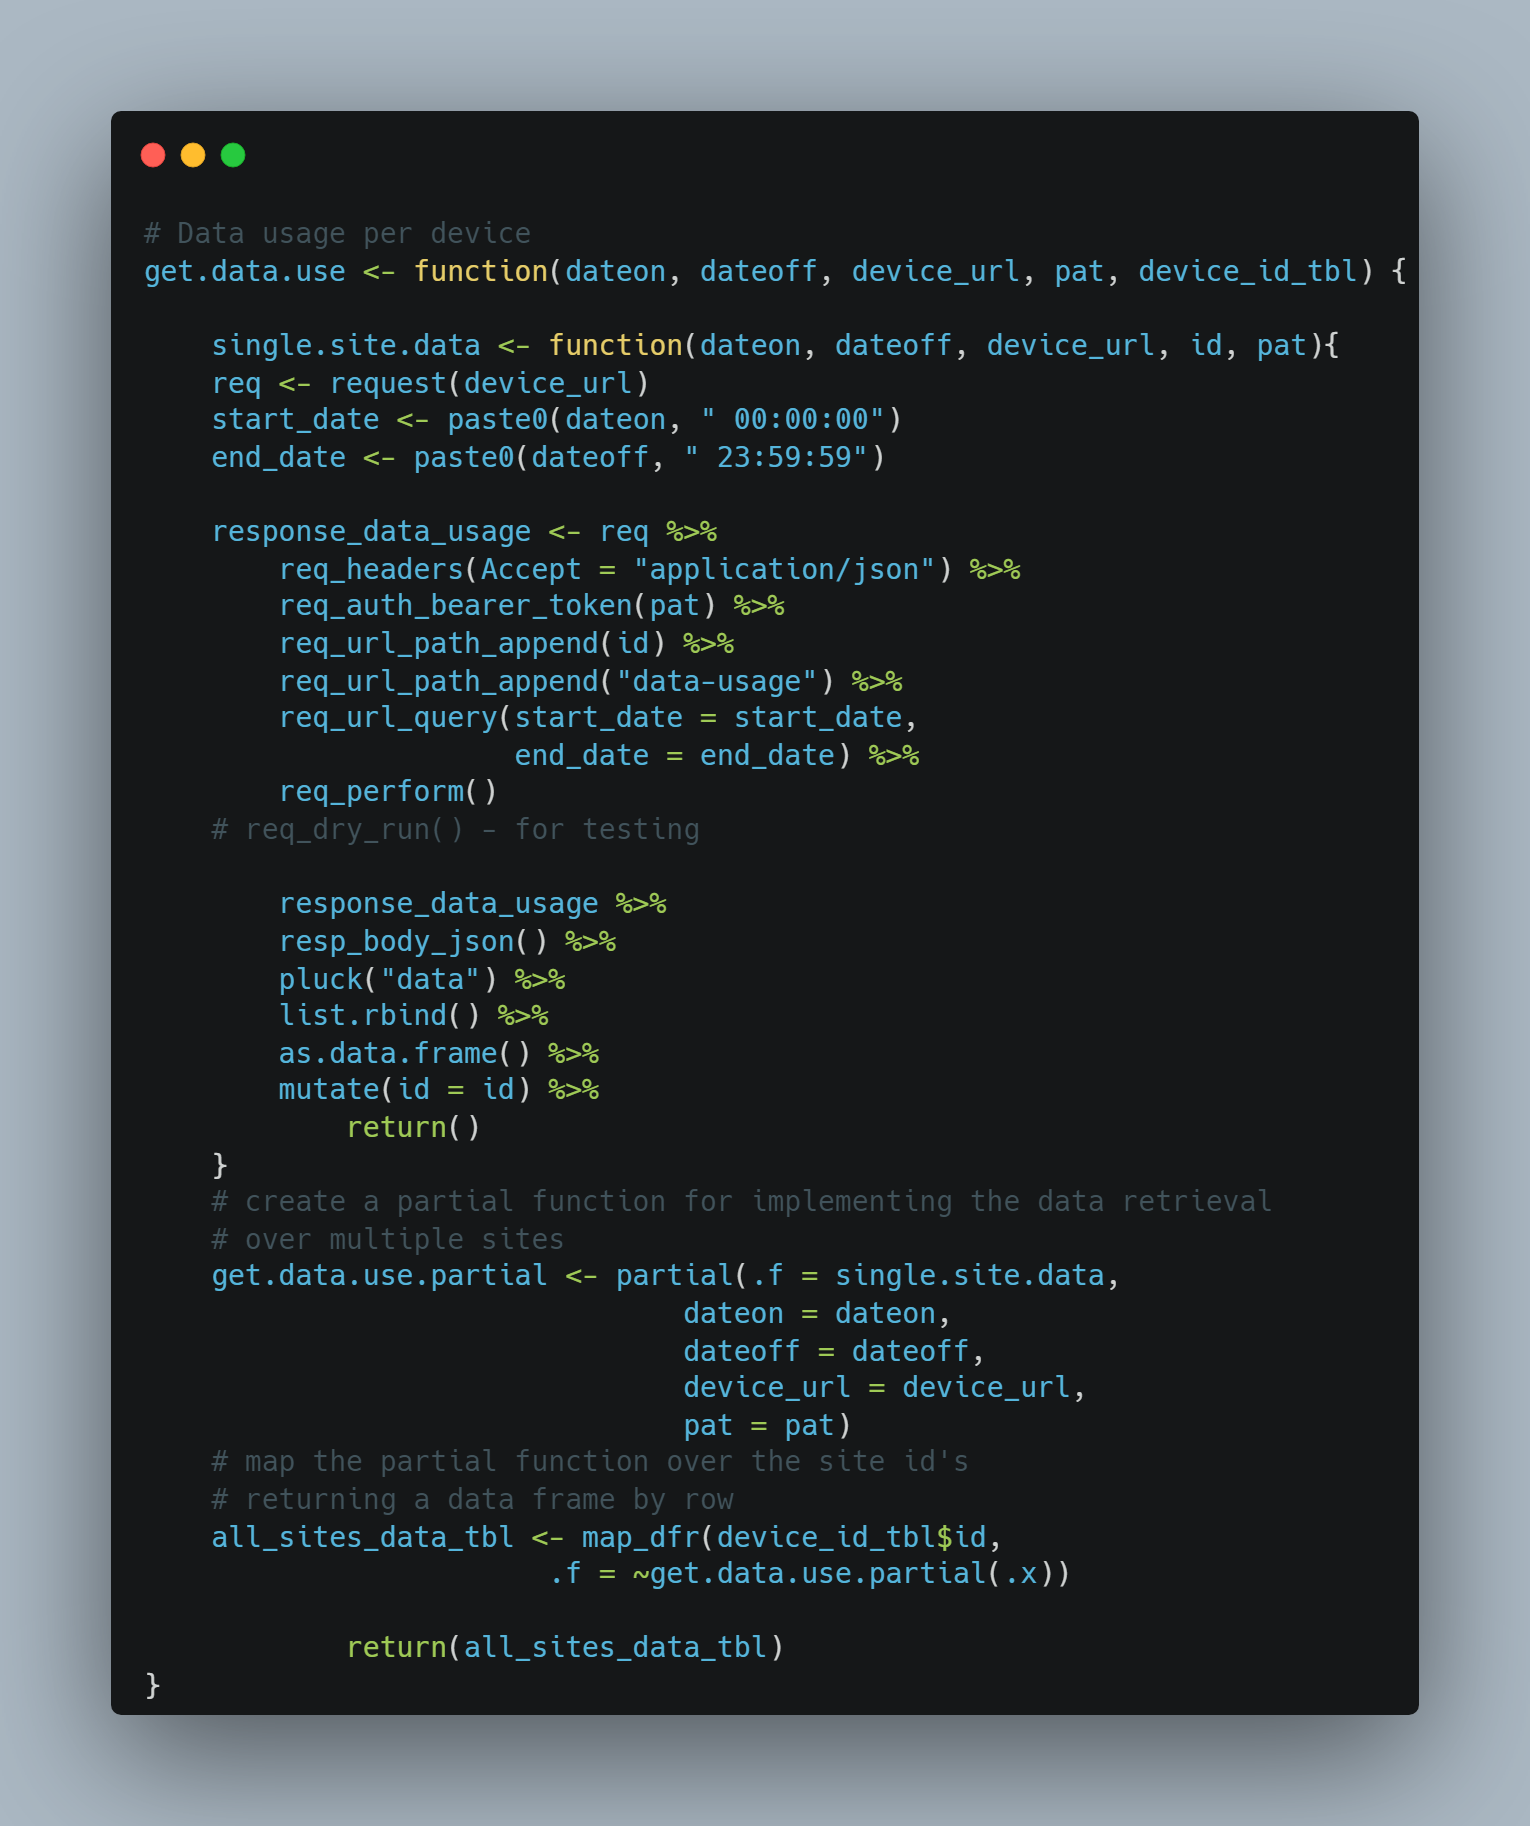 # Data usage per device
get.data.use <- function(dateon, dateoff, device_url, pat, device_id_tbl) {

    single.site.data <- function(dateon, dateoff, device_url, id, pat){
    req <- request(device_url)
    start_date <- paste0(dateon, " 00:00:00")
    end_date <- paste0(dateoff, " 23:59:59")

    response_data_usage <- req %>%
        req_headers(Accept = "application/json") %>%
        req_auth_bearer_token(pat) %>%
        req_url_path_append(id) %>%
        req_url_path_append("data-usage") %>%
        req_url_query(start_date = start_date,
                      end_date = end_date) %>%
        req_perform()
    # req_dry_run() - for testing

        response_data_usage %>%
        resp_body_json() %>%
        pluck("data") %>%
        list.rbind() %>%
        as.data.frame() %>%
        mutate(id = id) %>%
            return()
    }
    # create a partial function for implementing the data retrieval
    # over multiple sites
    get.data.use.partial <- partial(.f = single.site.data,
                                dateon = dateon,
                                dateoff = dateoff,
                                device_url = device_url,
                                pat = pat)
    # map the partial function over the site id's
    # returning a data frame by row
    all_sites_data_tbl <- map_dfr(device_id_tbl$id,
                        .f = ~get.data.use.partial(.x))

            return(all_sites_data_tbl)
}